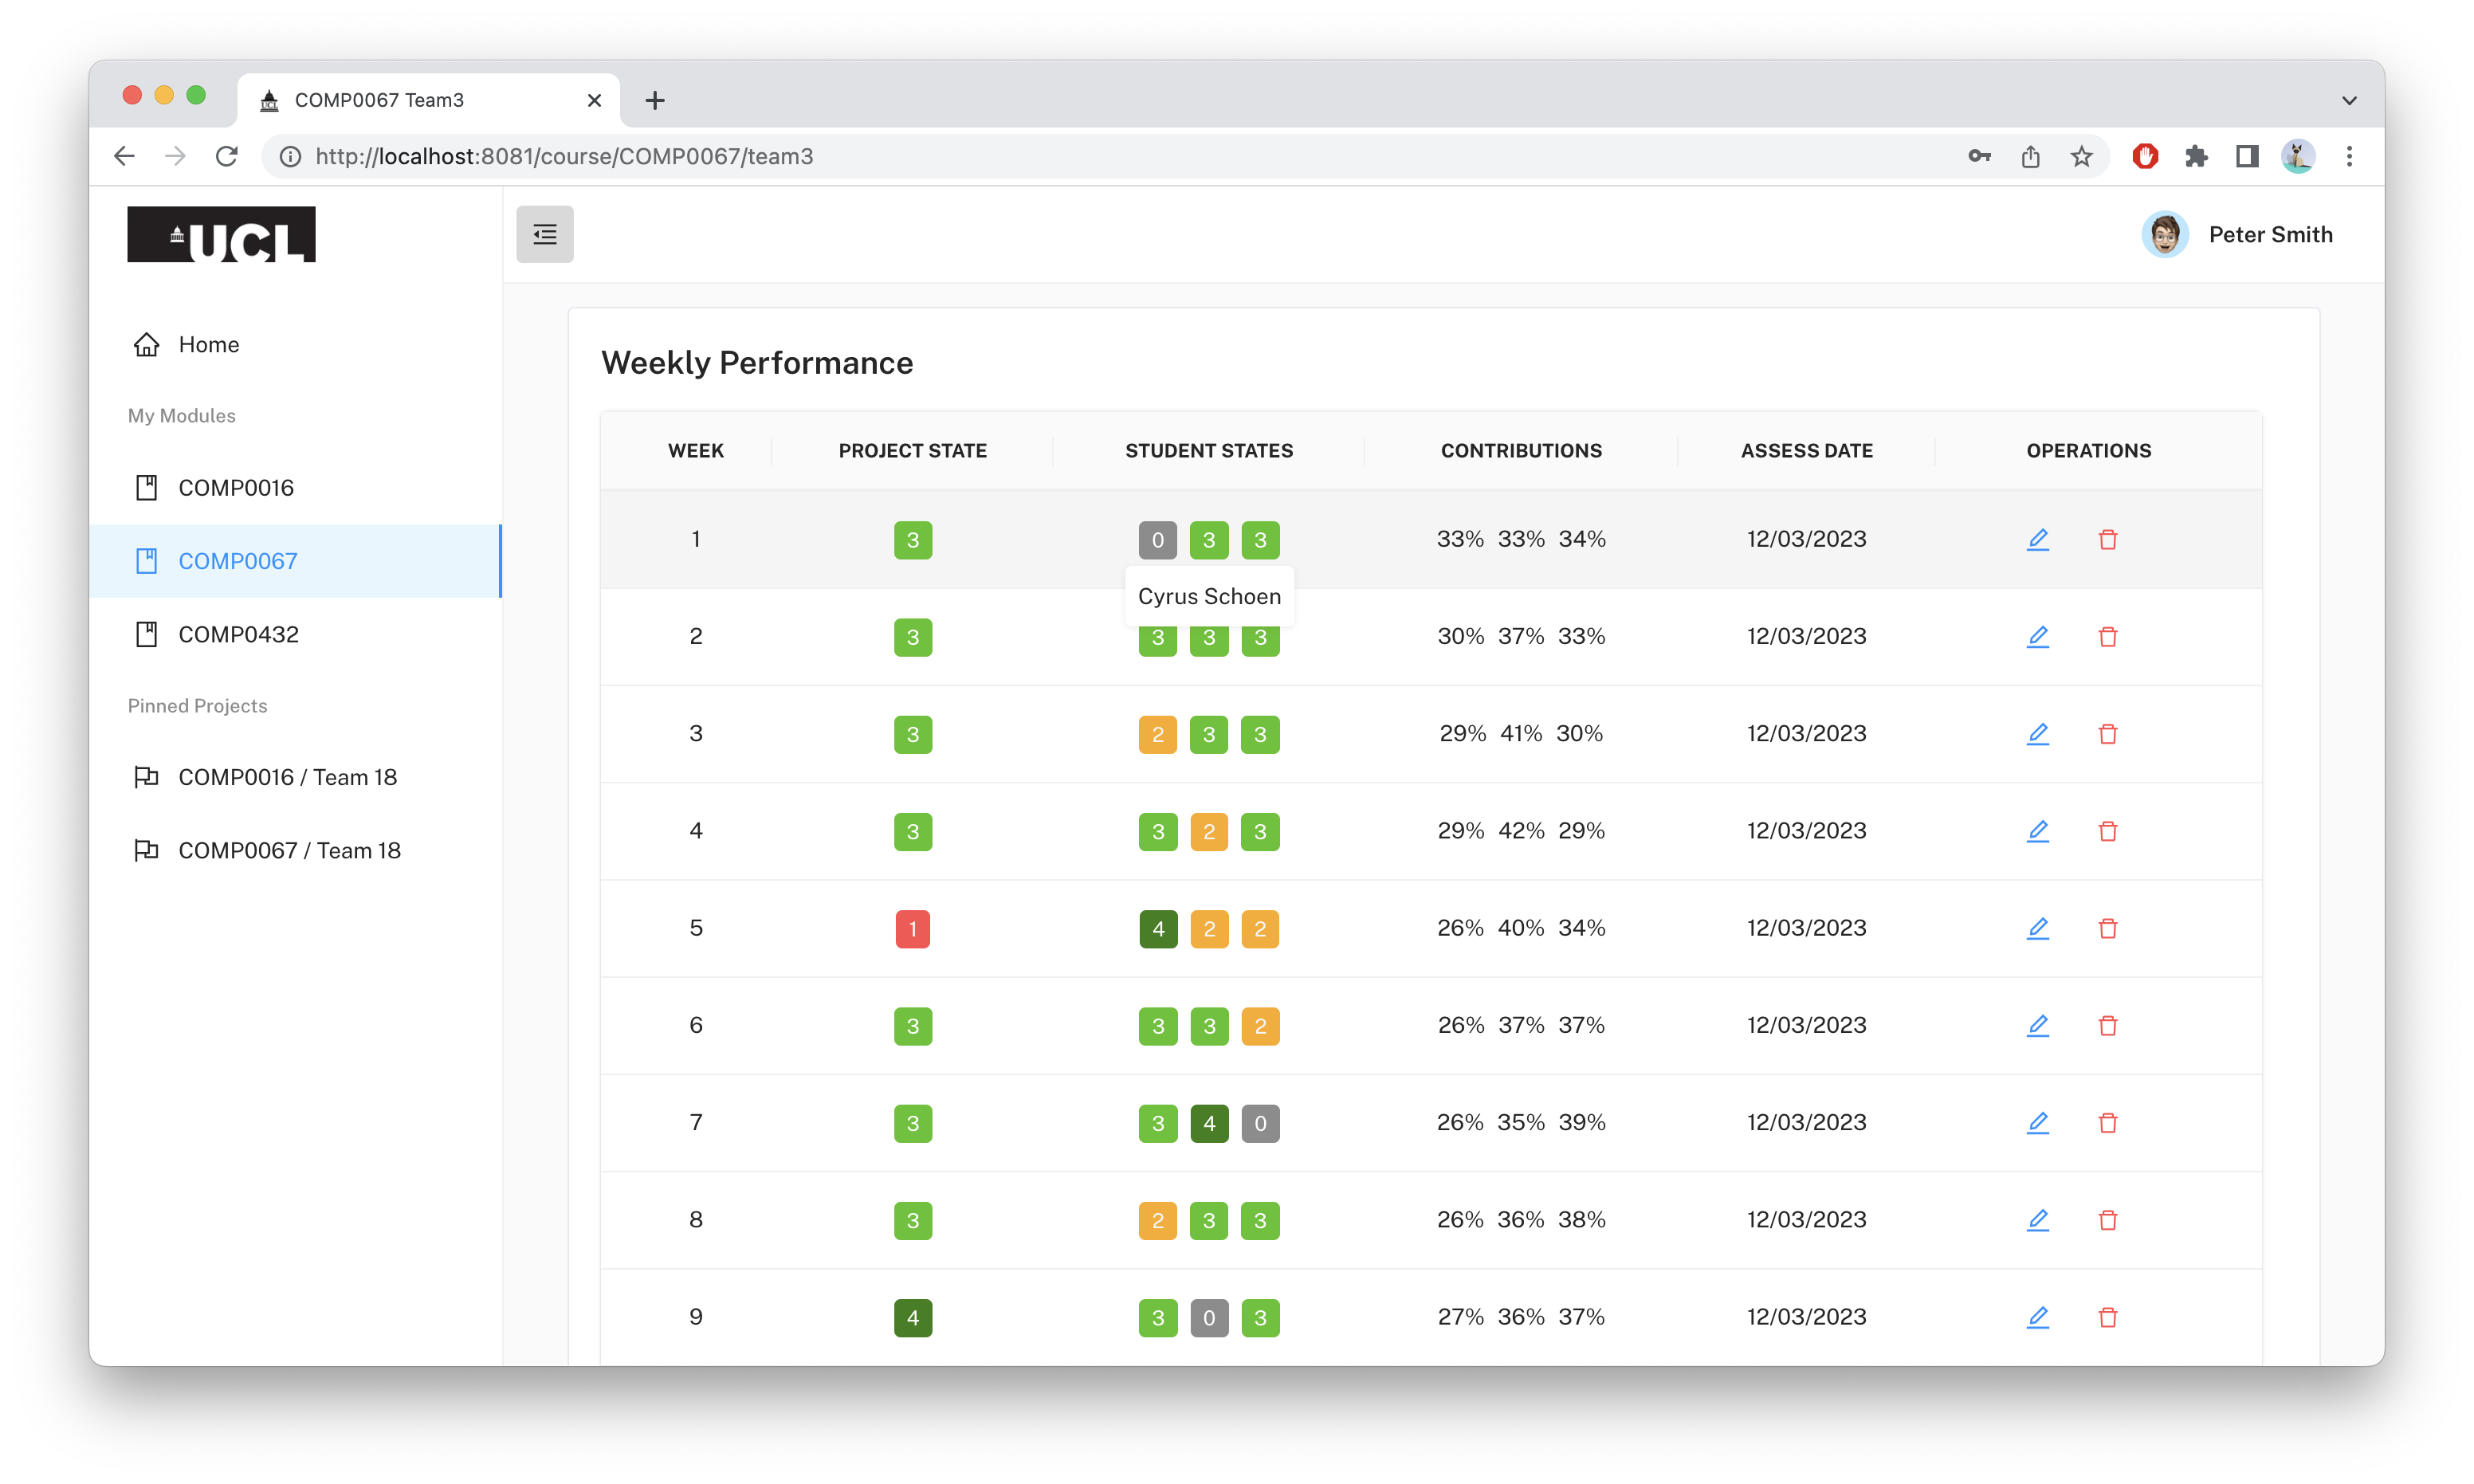 COMP0067 Team3
http://localhost:8081/course/COMP0067/team3
UCL
Peter Smith
Home
My Modules
COMP0016
COMP0067
COMP0432
Pinned Projects
COMP0016 / Team 18
COMP0067 / Team 18
Weekly Performance
WEEK PROJECT STATE STUDENT STATES CONTRIBUTIONS ASSESS DATE OPERATIONS
1 3 0 3 3 33% 33% 34% 12/03/2023
Cyrus Schoen
2 3 3 3 3 30% 37% 33% 12/03/2023
3 3 2 3 3 29% 41% 30% 12/03/2023
4 3 3 2 3 29% 42% 29% 12/03/2023
5 1 4 2 2 26% 40% 34% 12/03/2023
6 3 3 3 2 26% 37% 37% 12/03/2023
7 3 3 4 0 26% 35% 39% 12/03/2023
8 3 2 3 3 26% 36% 38% 12/03/2023
9 4 3 0 3 27% 36% 37% 12/03/2023